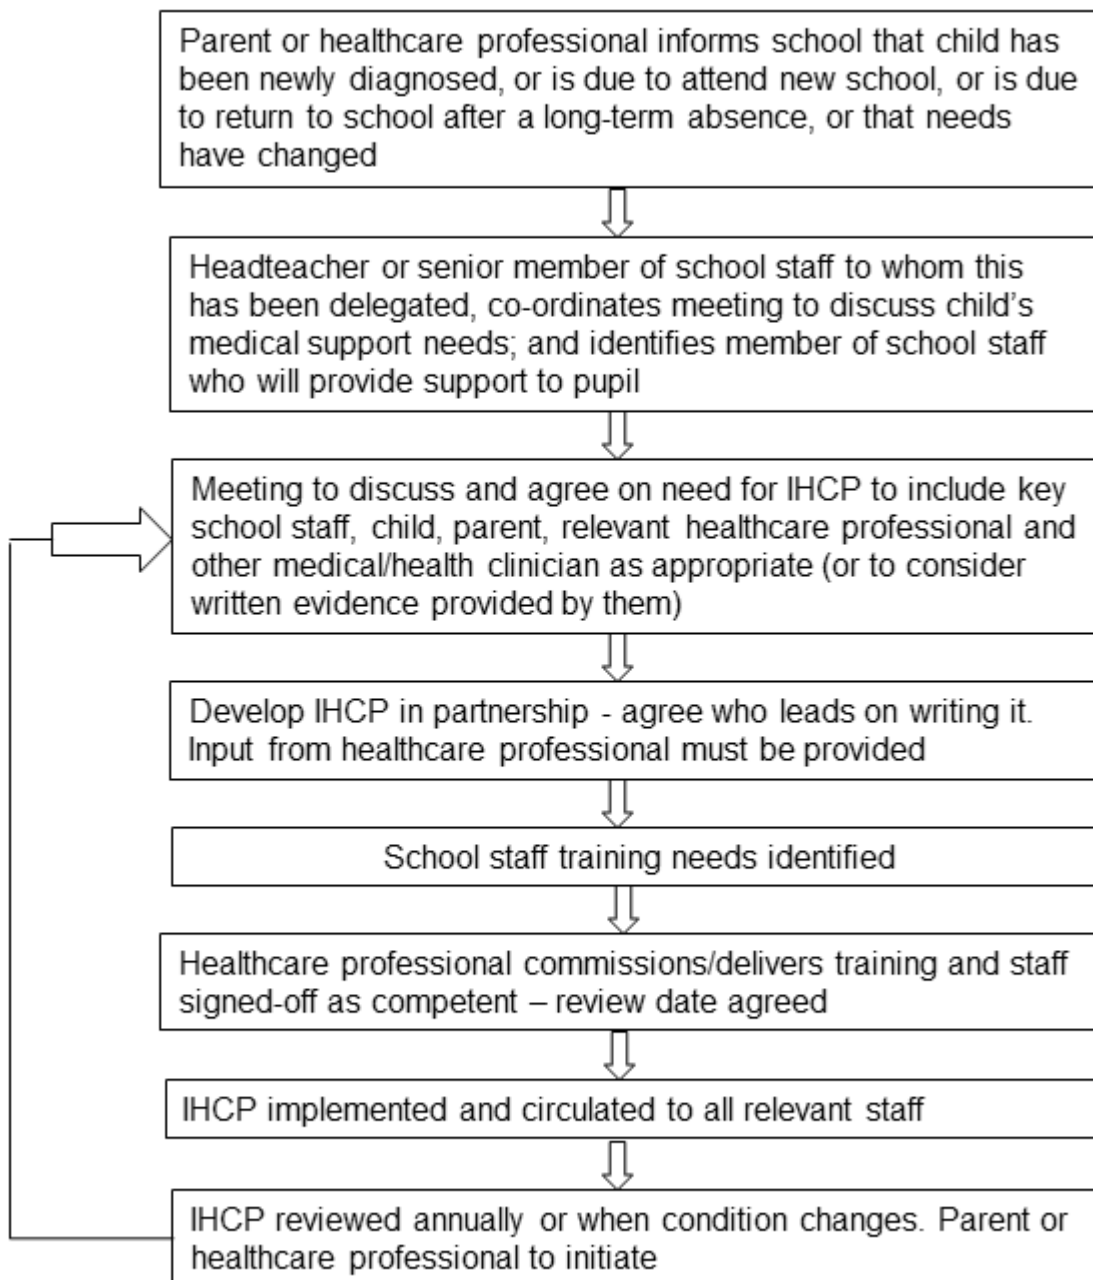 Parent or healthcare professional informs school that child has
been newly diagnosed, or is due to attend new school, or is due
to return to school after a long-term absence, or that needs
have changed
Headteacher or senior member of school staff to whom this
has been delegated, co-ordinates meeting to discuss child's
medical support needs; and identifies member of school staff
who will provide support to pupil
Meeting to discuss and agree on need for IHCP to include key
school staff, child, parent, relevant healthcare professional and
other medical/health clinician as appropriate (or to consider
written evidence provided by them)
Develop IHCP in partnership - agree who leads on writing it.
Input from healthcare professional must be provided
School staff training needs identified
Healthcare professional commissions/delivers training and staff
signed-off as competent – review date agreed
IHCP implemented and circulated to all relevant staff
IHCP reviewed annually or when condition changes. Parent or
healthcare professional to initiate